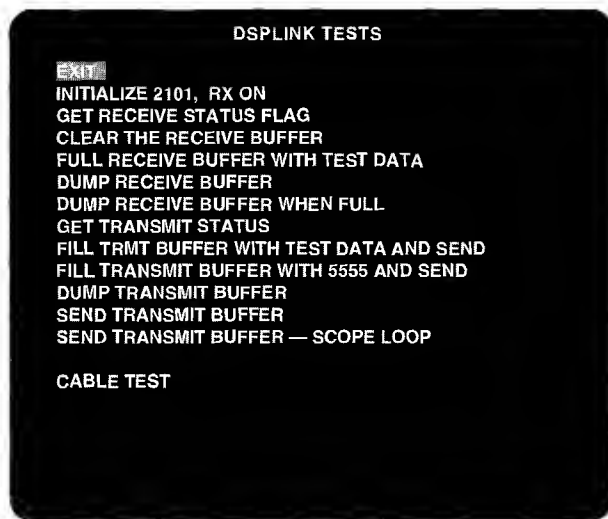 DSPLINK TESTS
EXIT
INITIALIZE 2101, RX ON
GET RECEIVE STATUS FLAG
CLEAR THE RECEIVE BUFFER
FULL RECEIVE BUFFER WITH TEST DATA
DUMP RECEIVE BUFFER
DUMP RECEIVE BUFFER WHEN FULL
GET TRANSMIT STATUS
FILL TRMT BUFFER WITH TEST DATA AND SEND
FILL TRANSMIT BUFFER WITH 5555 AND SEND
DUMP TRANSMIT BUFFER
SEND TRANSMIT BUFFER
SEND TRANSMIT BUFFER — SCOPE LOOP
CABLE TEST